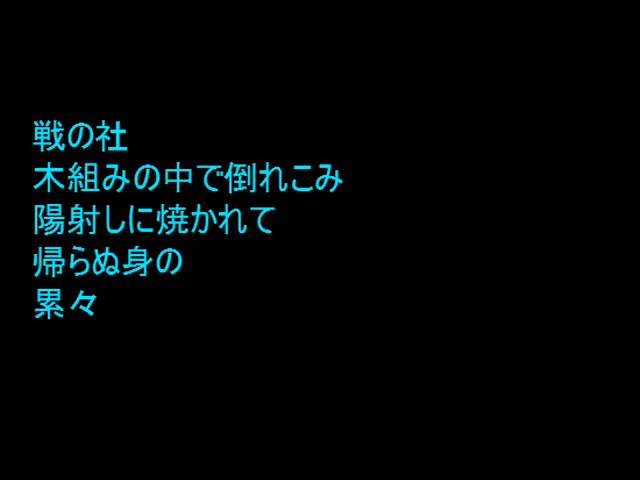 戦の社
木組みの中で倒れこみ
陽射しに焼かれて
帰らぬ身の
累々